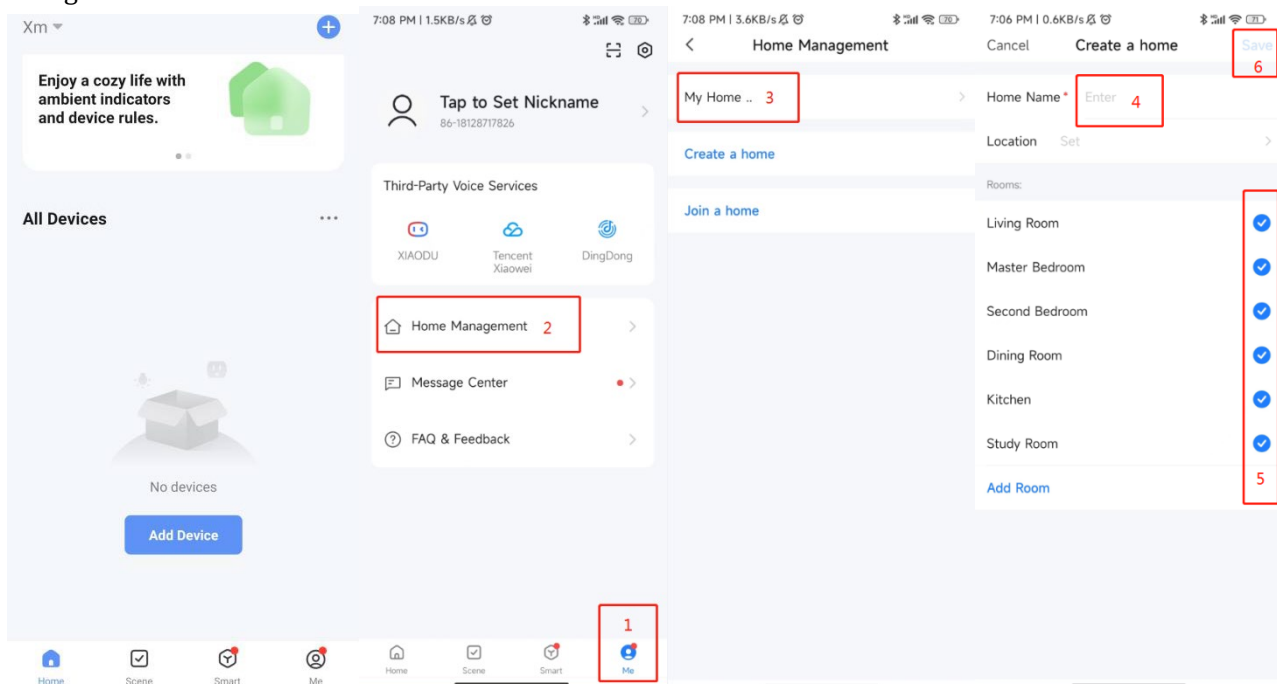 Xm
Enjoy a cozy life with
ambient indicators
and device rules.
All Devices
No devices
Add Device
Home
Scene
Smart
Me
7:08 PM | 1.5KB/s
70
Tap to Set Nickname
86-18128717826
Third-Party Voice Services
XIAODU
Tencent
Xiaowei
DingDong
Home Management 2
Message Center
FAQ & Feedback
1
Home
Scene
Smart
Me
7:08 PM | 3.6KB/s
70
Home Management
My Home .. 3
Create a home
Join a home
7:06 PM | 0.6KB/s
71
Cancel
Create a home
Save
6
Home Name* Enter 4
Location Set
Rooms:
Living Room
Master Bedroom
Second Bedroom
Dining Room
Kitchen
Study Room
Add Room
5